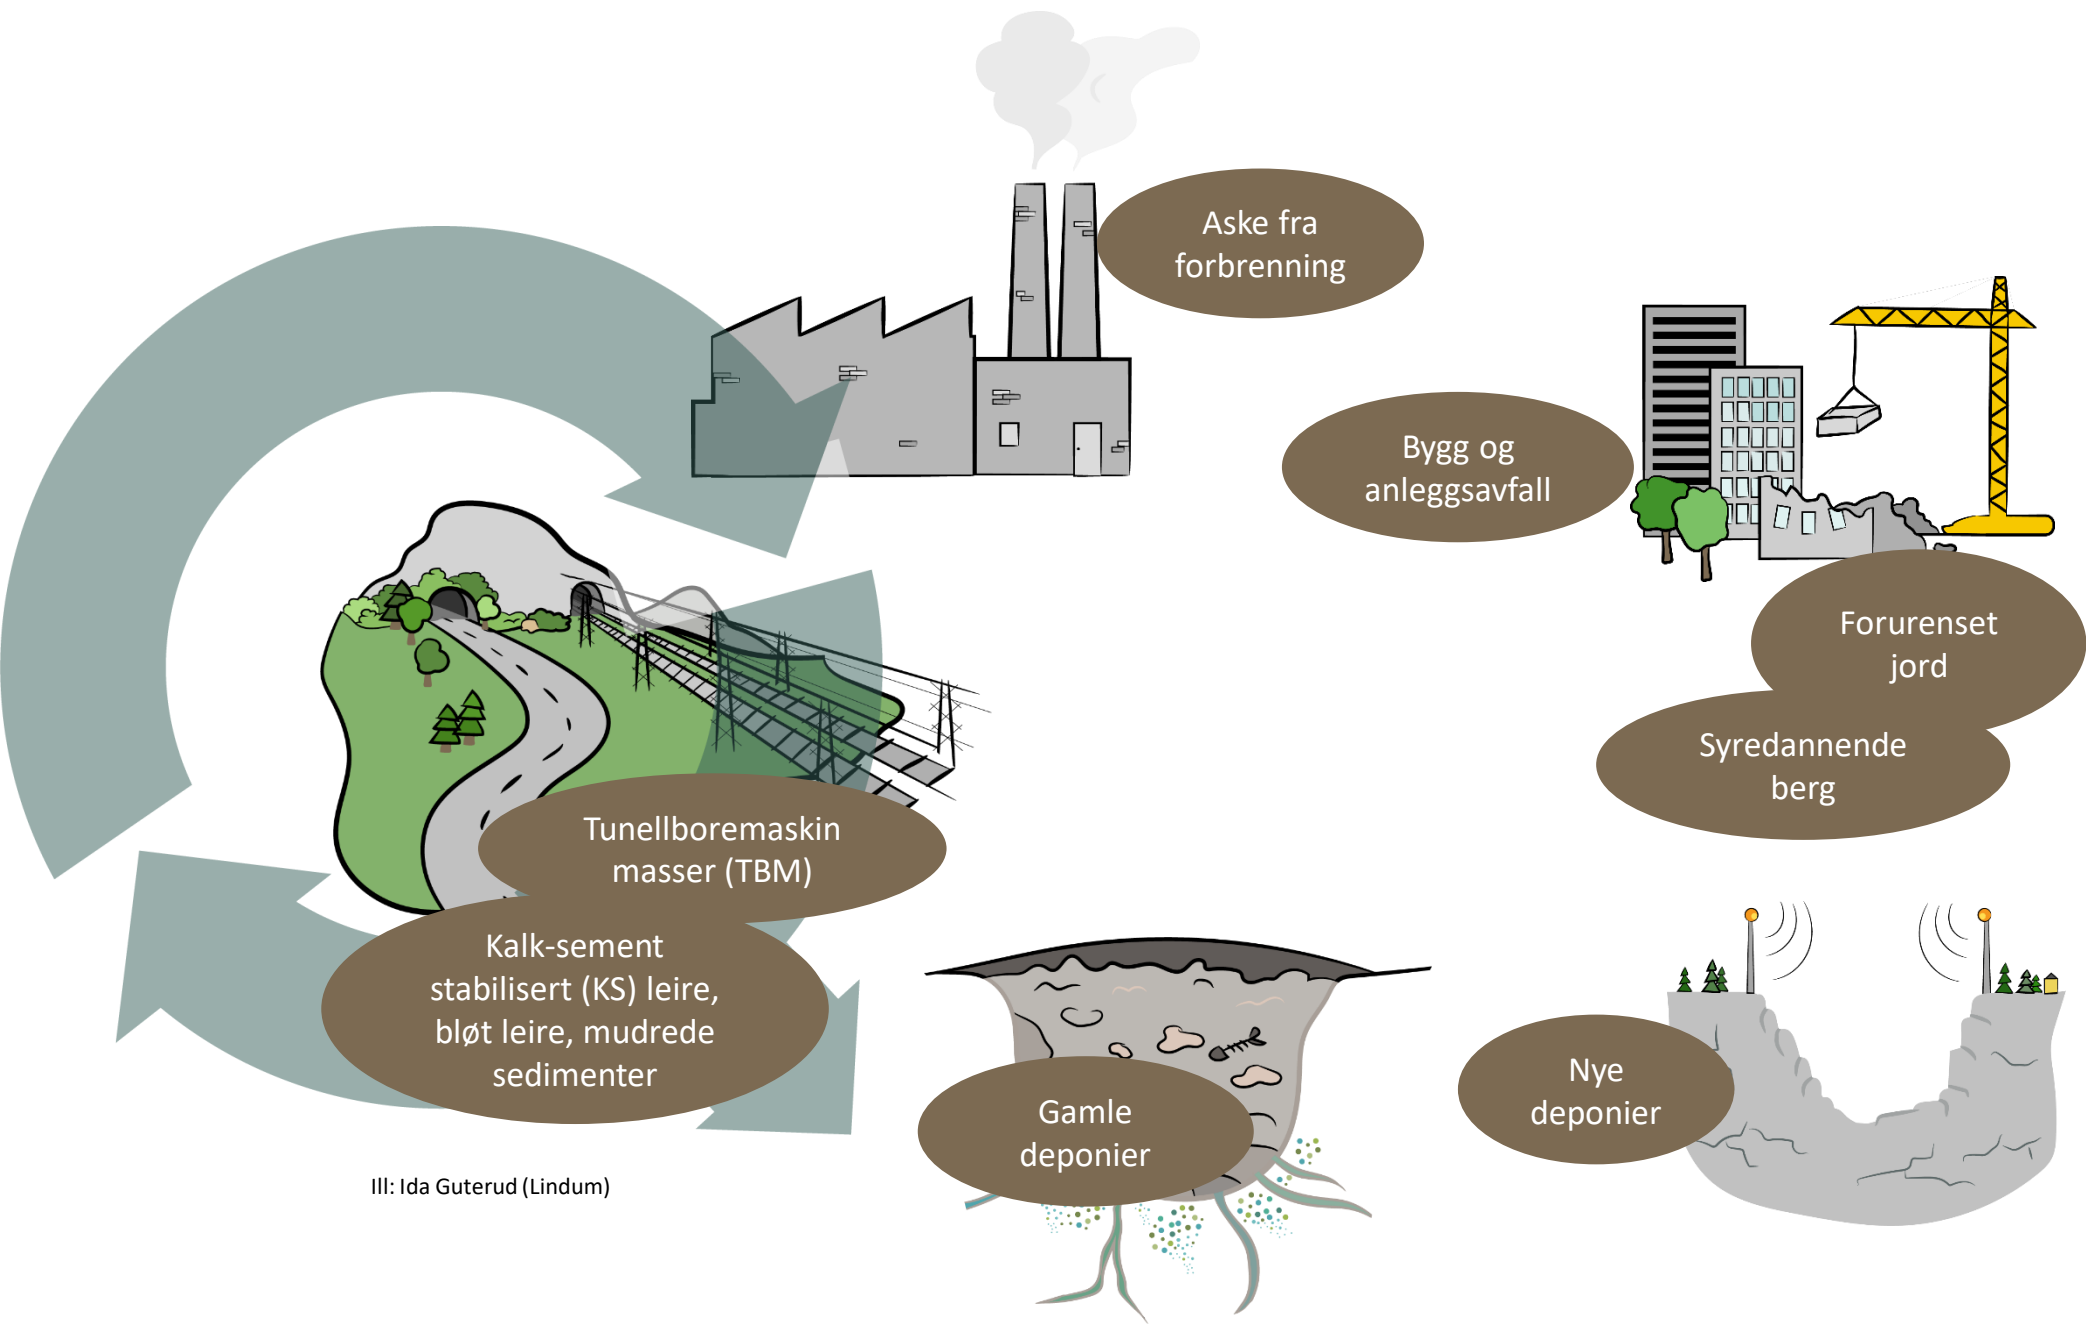 Aske fra
forbrenning
Bygg og
anleggsavfall
Forurenset
jord
Syredannende
berg
Tunellboremaskin
masser (TBM)
Kalk-sement
stabilisert (KS) leire,
bløt leire, mudrede
sedimenter
Gamle
deponier
Nye
deponier
Ill: Ida Guterud (Lindum)